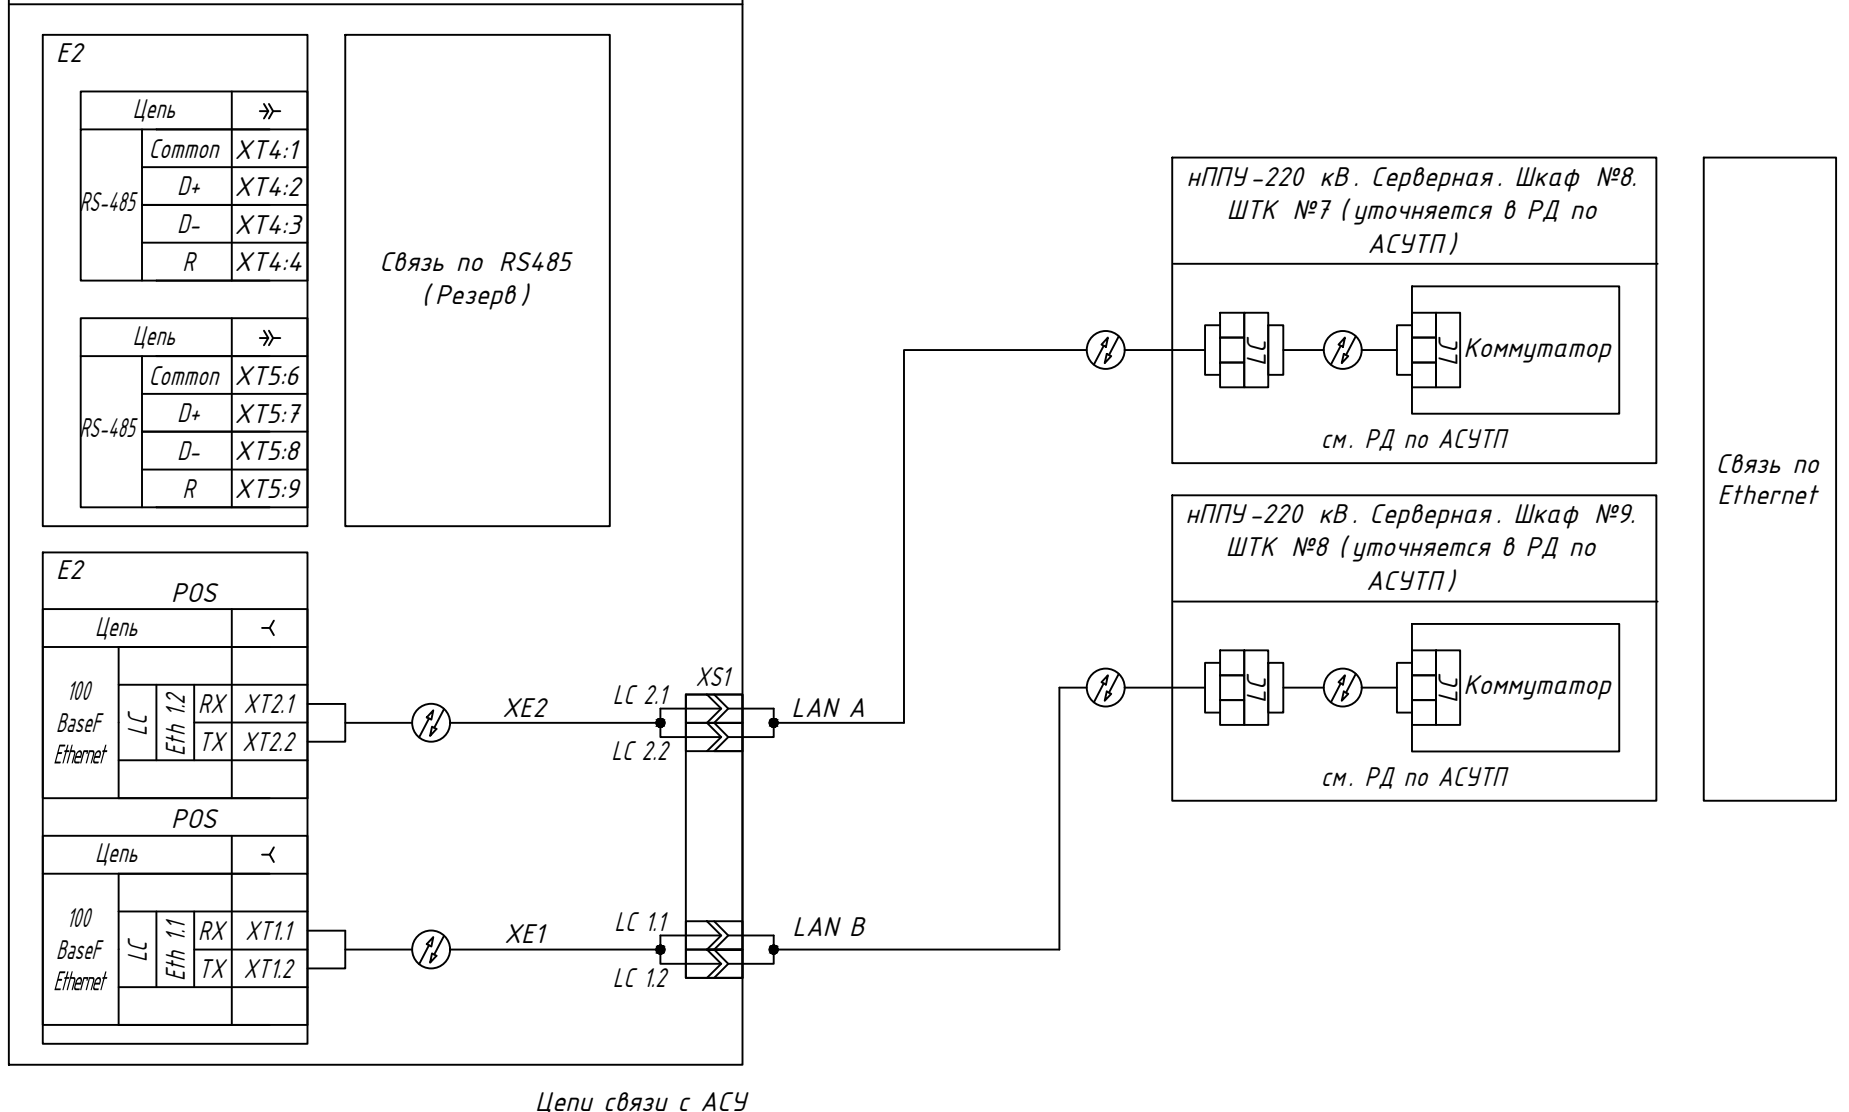 E2
Цепь
RS-485
Common XT4:1
D+ XT4:2
D- XT4:3
R XT4:4
Цепь
RS-485
Common XT5:6
D+ XT5:7
D- XT5:8
R XT5:9
Связь по RS485
(Резерв)
E2
POS
Цепь
100
BaseF
Ethernet
LC
Eth 1.2
RX XT2.1
TX XT2.2
POS
Цепь
100
BaseF
Ethernet
LC
Eth 1.1
RX XT1.1
TX XT1.2
XE2
LC 2.1
LC 2.2
XS1
LAN A
XE1
LC 1.1
LC 1.2
LAN B
нППУ-220 кВ. Серверная. Шкаф №8.
ШТК №7 (уточняется в РД по
АСУТП)
LC
LC
Коммутатор
см. РД по АСУТП
нППУ-220 кВ. Серверная. Шкаф №9.
ШТК №8 (уточняется в РД по
АСУТП)
LC
LC
Коммутатор
см. РД по АСУТП
Связь по
Ethernet
Цепи связи с АСУ